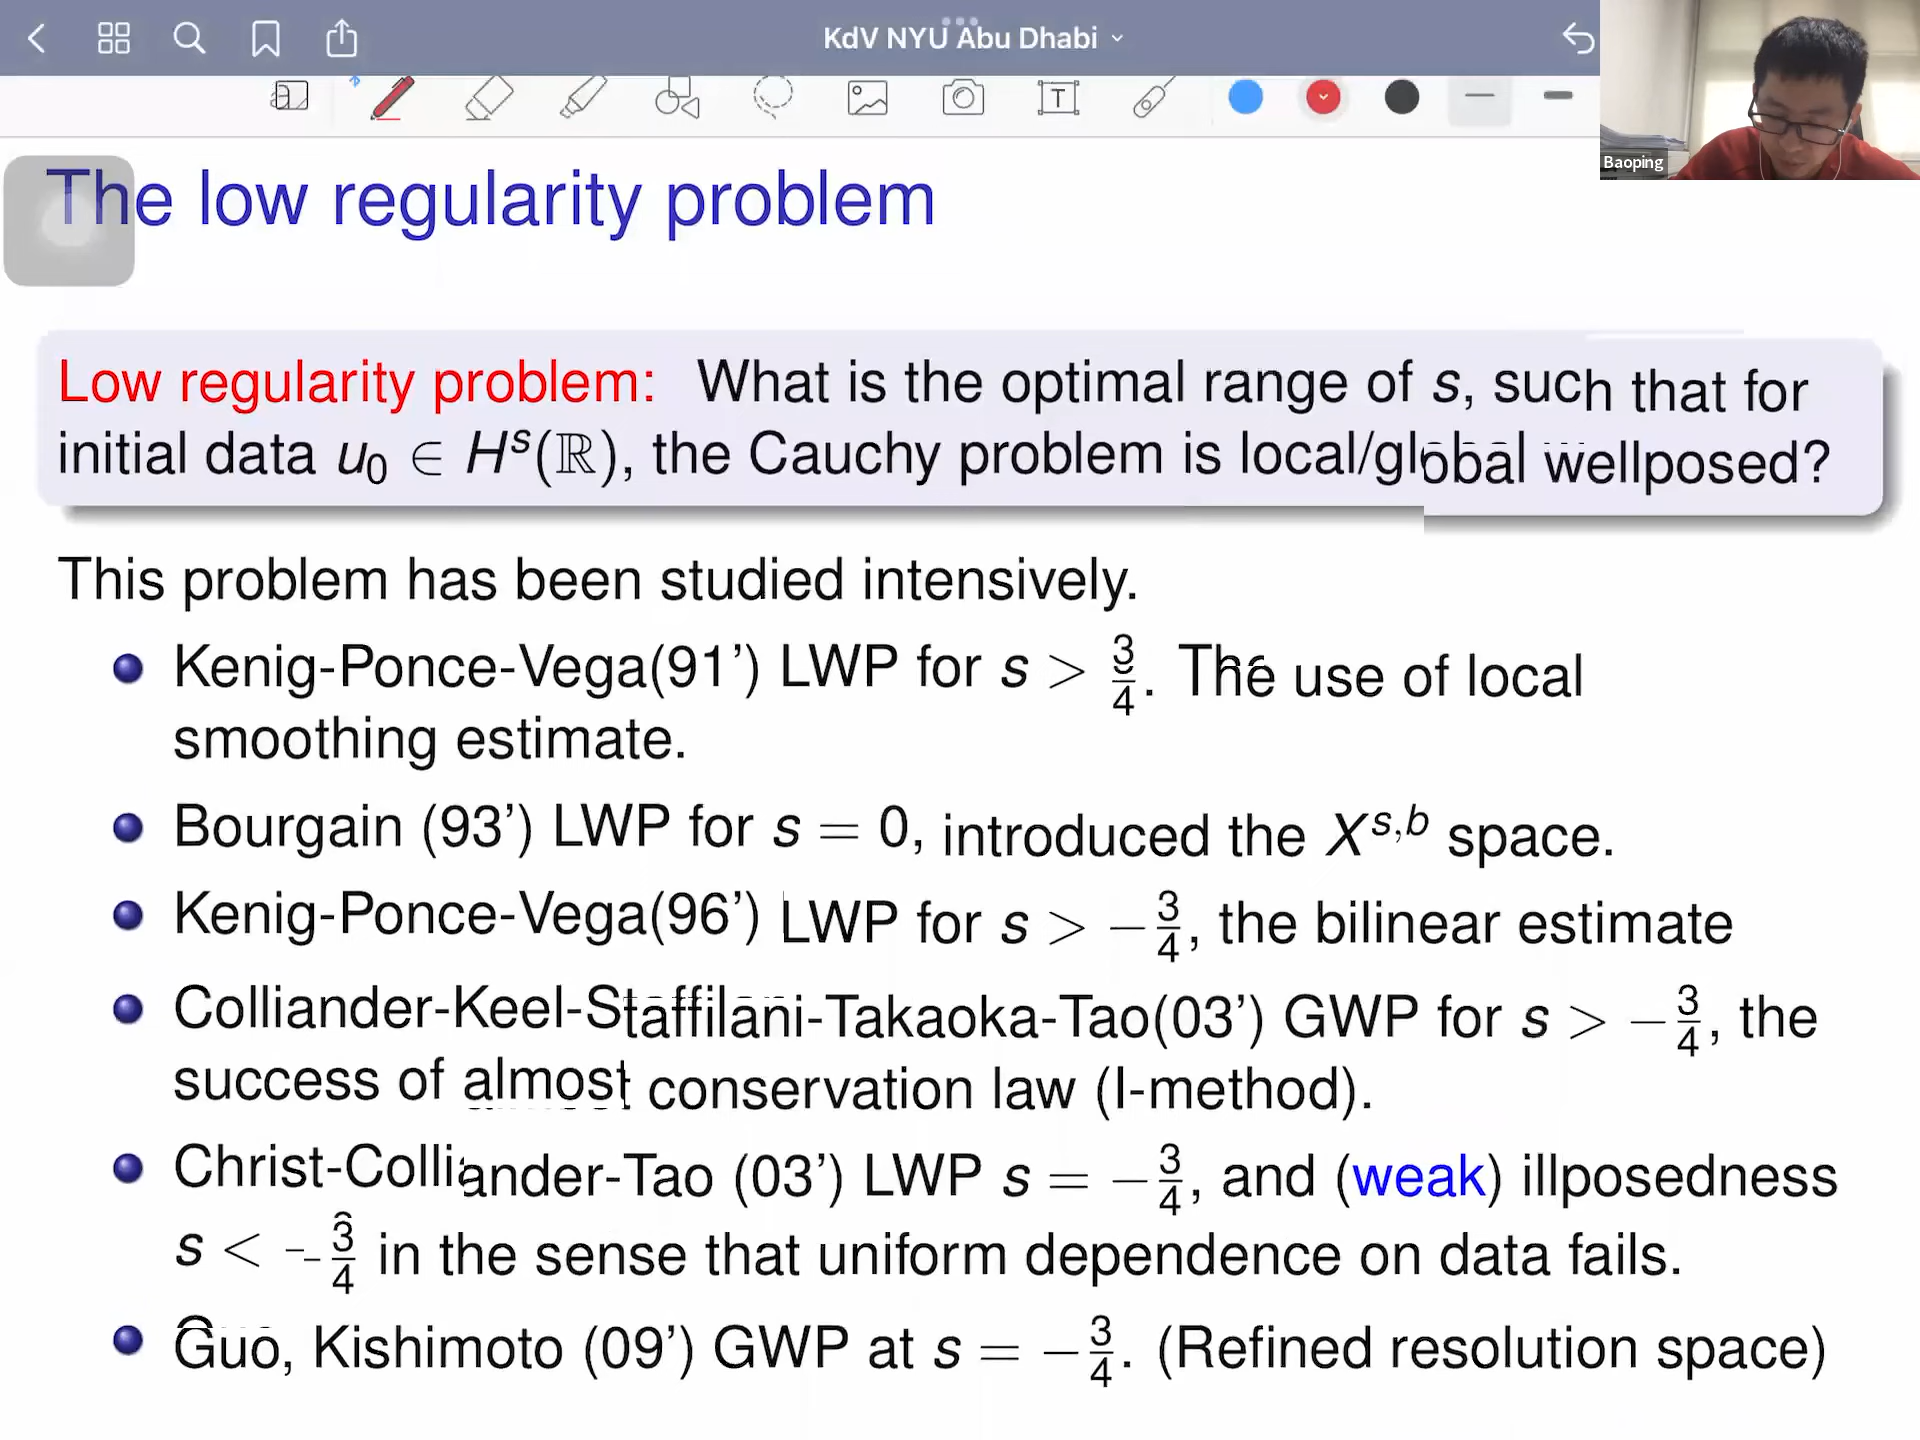 KdV NYU Abu Dhabi
Baoping
The low regularity problem
Low regularity problem: What is the optimal range of s, such that for
initial data u₀ ∈ Hˢ(ℝ), the Cauchy problem is local/global wellposed?
This problem has been studied intensively.
Kenig-Ponce-Vega(91') LWP for s > 3/4. The use of local
smoothing estimate.
Bourgain (93') LWP for s = 0, introduced the X^{s,b} space.
Kenig-Ponce-Vega(96') LWP for s > −3/4, the bilinear estimate
Colliander-Keel-Staffilani-Takaoka-Tao(03') GWP for s > −3/4, the
success of almost conservation law (I-method).
Christ-Colliander-Tao (03') LWP s = −3/4, and (weak) illposedness
s < −3/4 in the sense that uniform dependence on data fails.
Guo, Kishimoto (09') GWP at s = −3/4. (Refined resolution space)